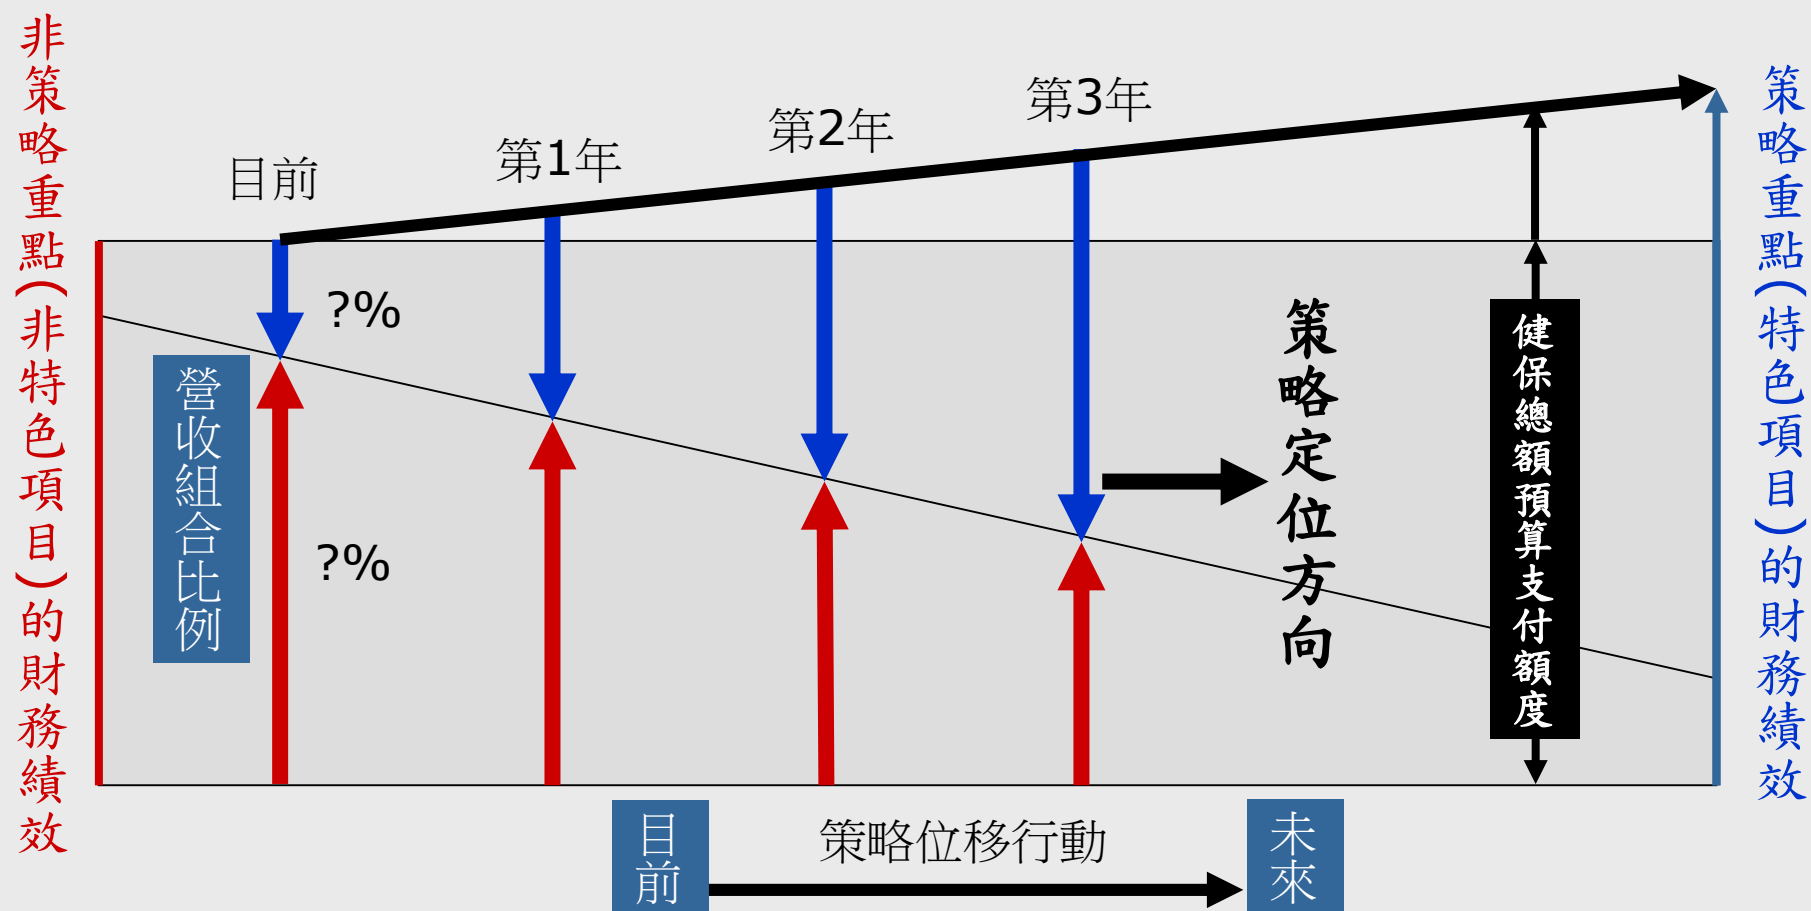 非策略重點(非特色項目)的財務績效
目前
第1年
第2年
第3年
?%
?%
營收組合比例
策略定位方向
健保總額預算支付額度
策略重點(特色項目)的財務績效
目前
策略位移行動
未來